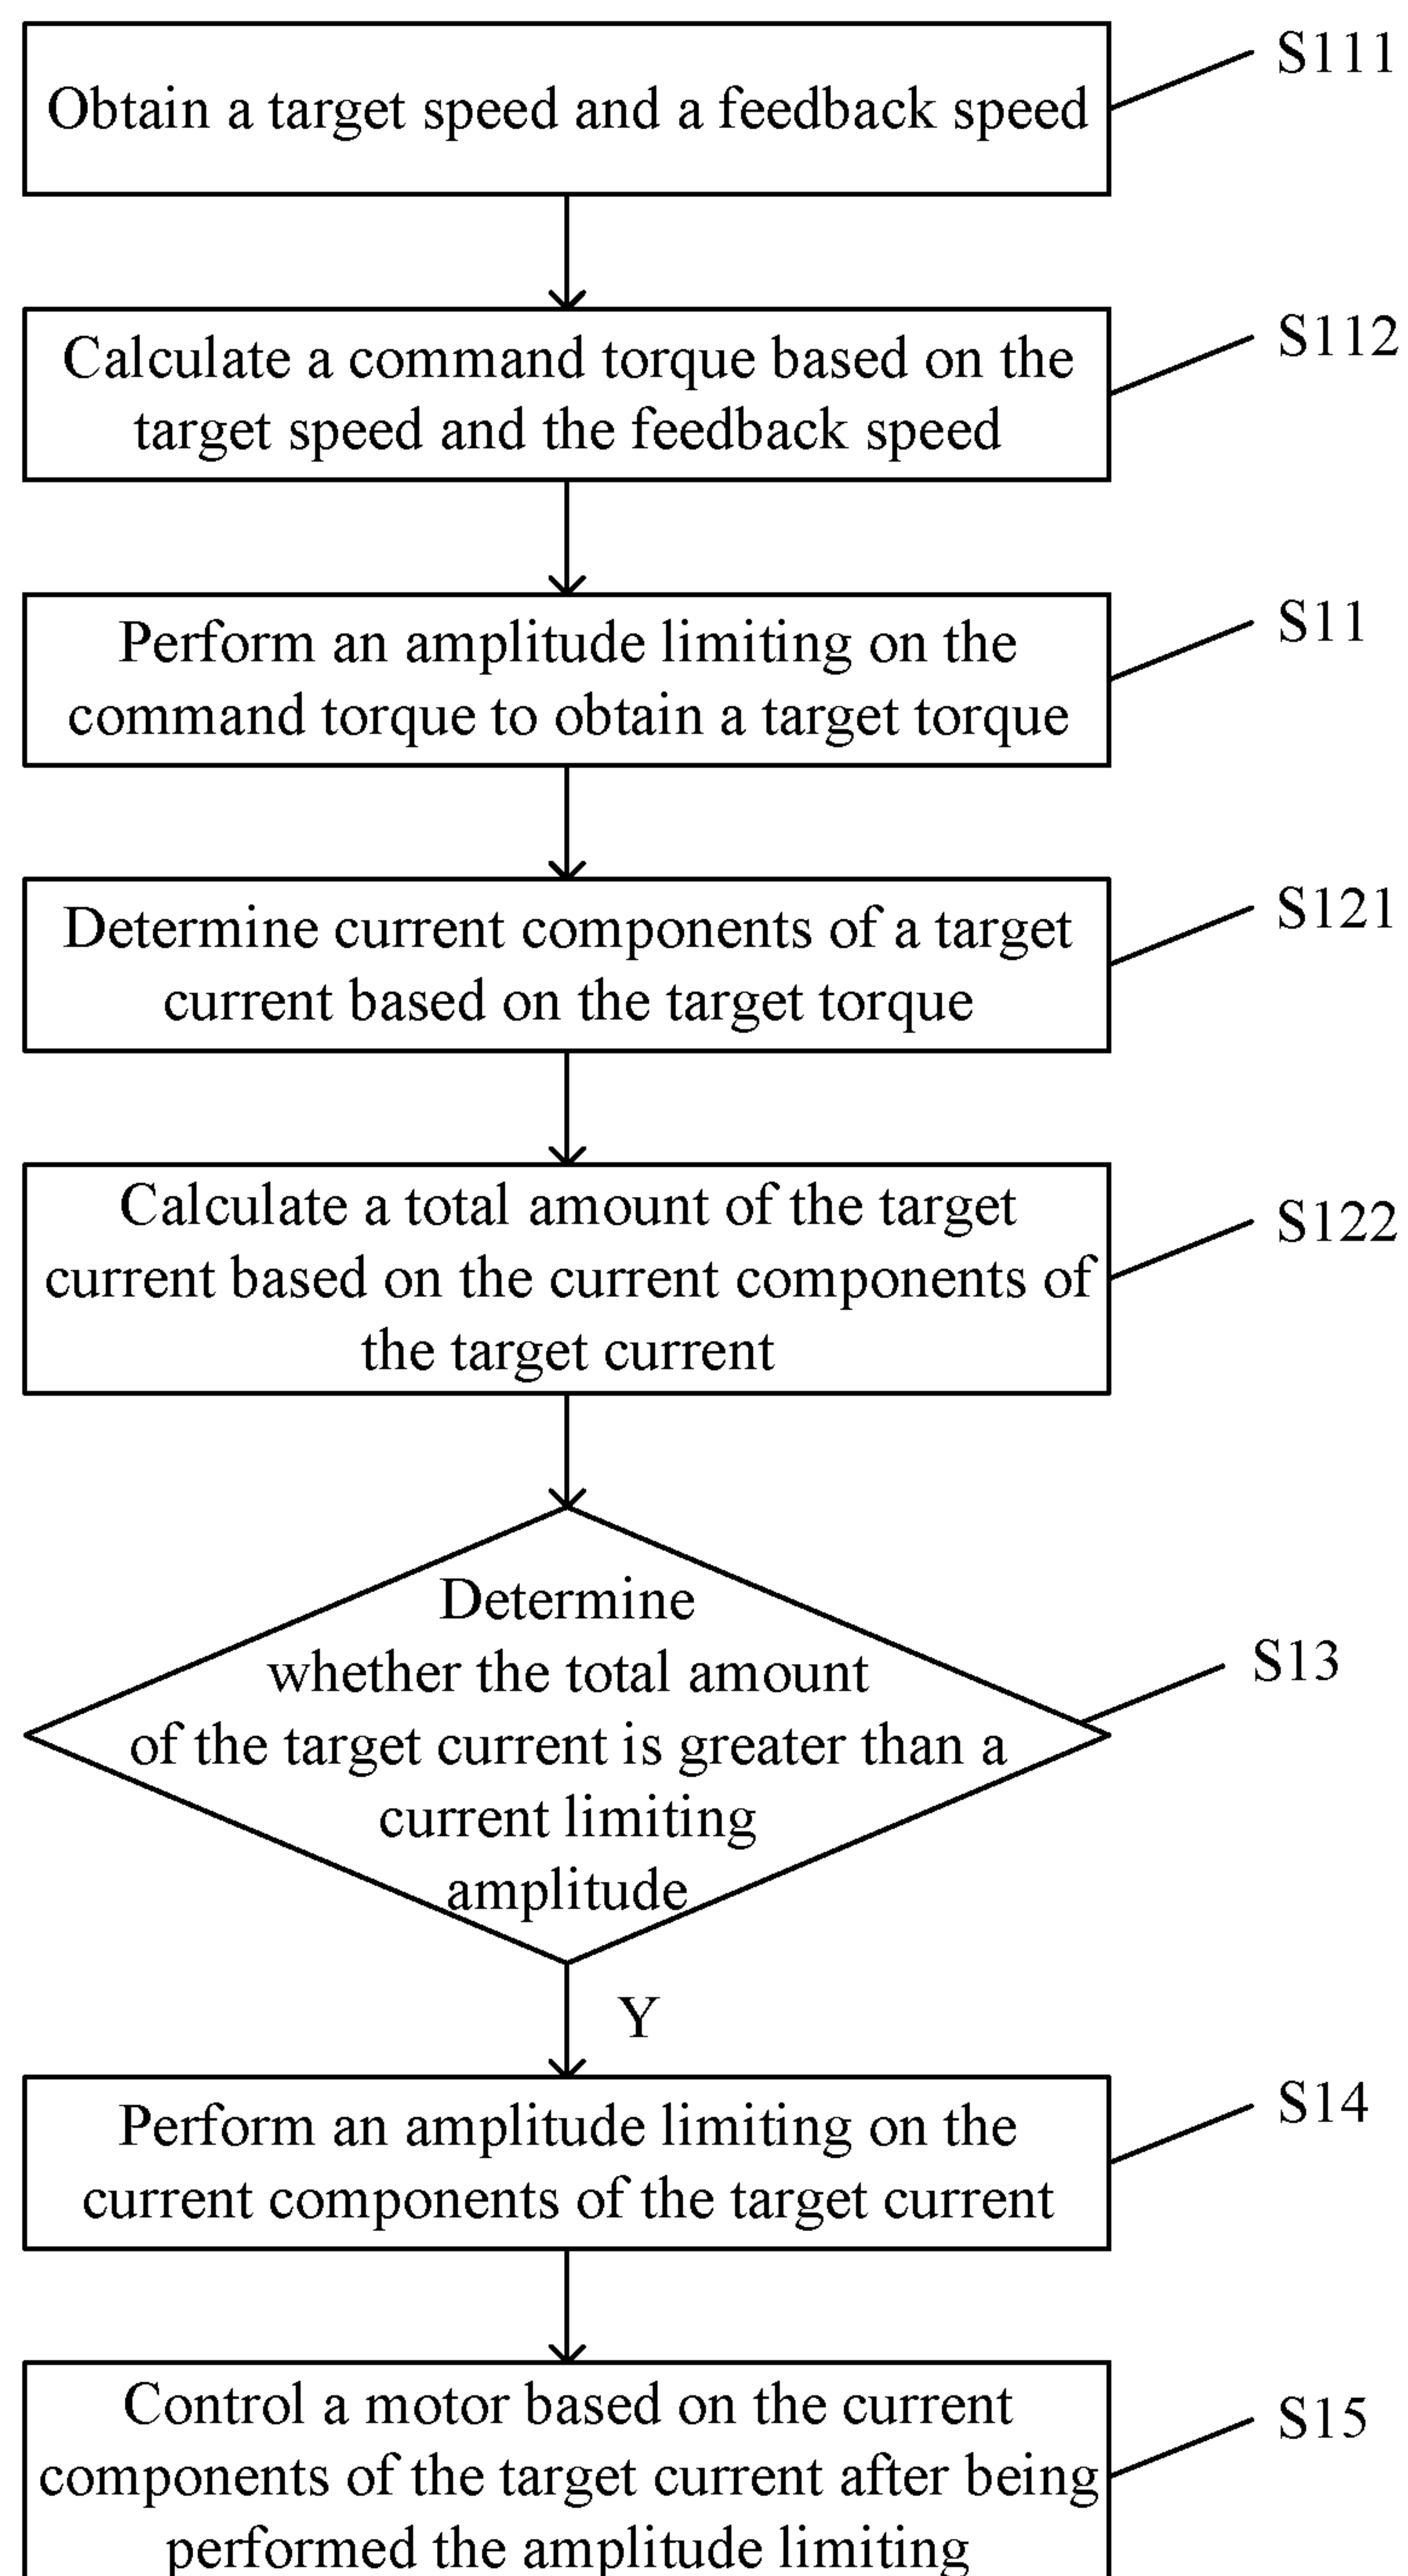 S111
Obtain a target speed and a feedback speed
S112
Calculate a command torque based on the
target speed and the feedback speed
S11
Perform an amplitude limiting on the
command torque to obtain a target torque
S121
Determine current components of a target
current based on the target torque
S122
Calculate a total amount of the target
current based on the current components of
the target current
Determine
whether the total amount
S13
of the target current is greater than a
current limiting
amplitude
Y
S14
Perform an amplitude limiting on the
current components of the target current
S15
Control a motor based on the current
components of the target current after being
performed the amplitude limiting